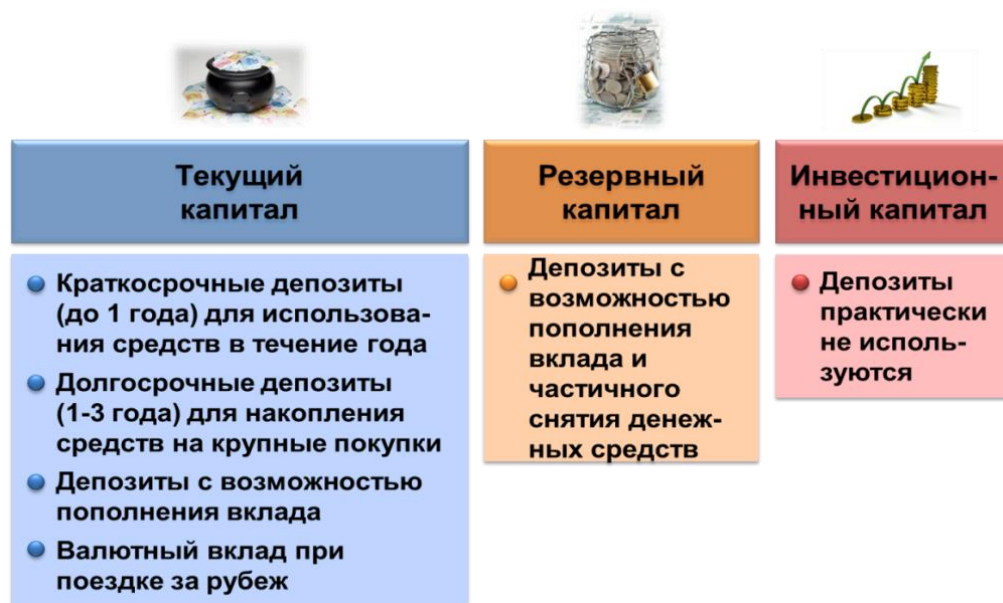 Текущий
капитал
Резервный
капитал
Инвестицион-
ный капитал
Краткосрочные депозиты
(до 1 года) для использова-
ния средств в течение года
Долгосрочные депозиты
(1-3 года) для накопления
средств на крупные покупки
Депозиты с возможностью
пополнения вклада
Валютный вклад при
поездке за рубеж
Депозиты с
возможностью
пополнения
вклада и
частичного
снятия денеж-
ных средств
Депозиты
практически
не исполь-
зуются